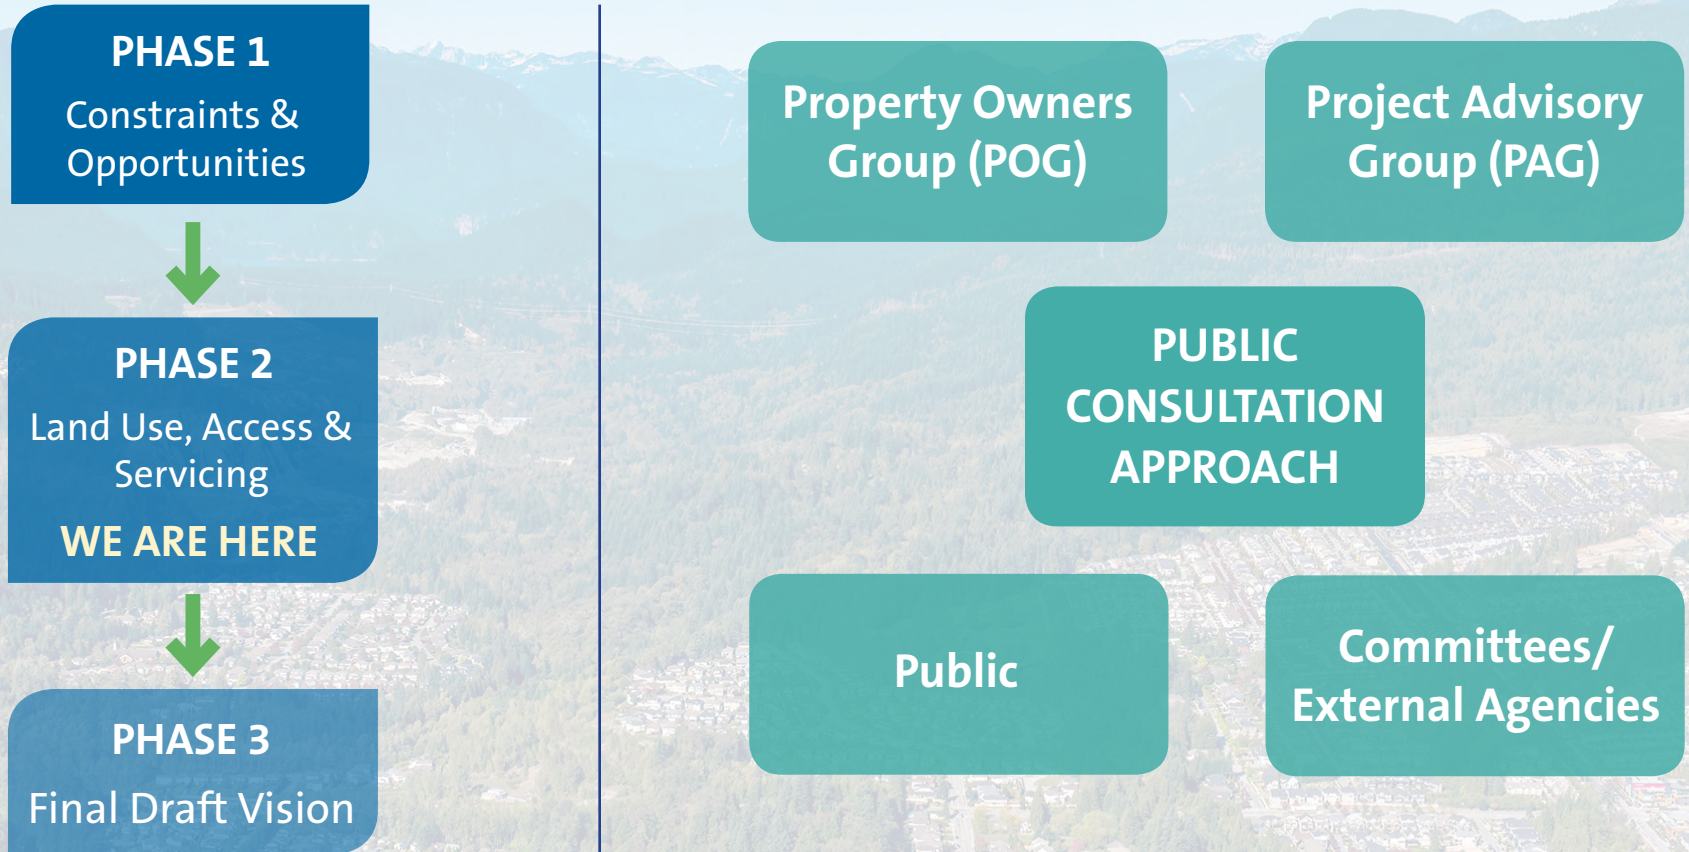 PHASE 1
Constraints &
Opportunities
PHASE 2
Land Use, Access &
Servicing
WE ARE HERE
PHASE 3
Final Draft Vision
Property Owners
Group (POG)
Project Advisory
Group (PAG)
PUBLIC
CONSULTATION
APPROACH
Public
Committees/
External Agencies